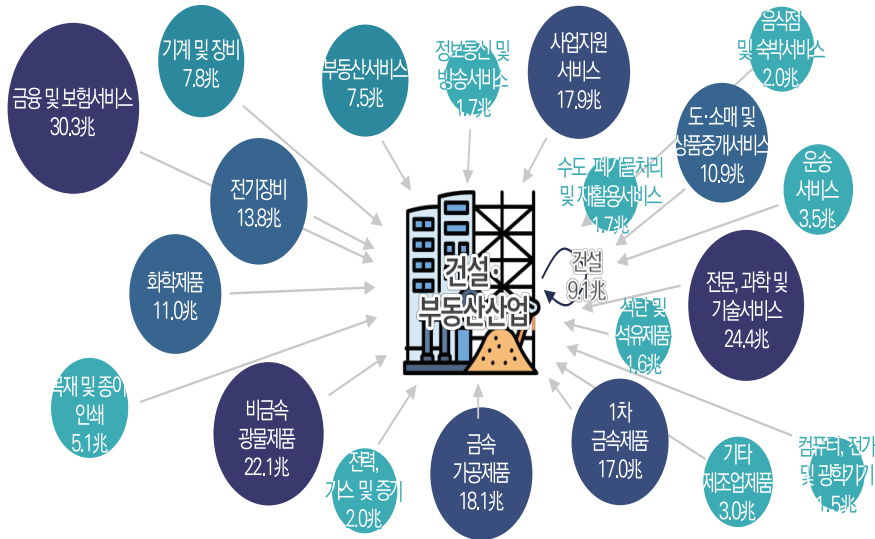 금융 및 보험서비스
30.3兆
기계 및 장비
7.8兆
부동산서비스
7.5兆
정보통신 및
방송서비스
1.7兆
사업지원
서비스
17.9兆
음식점
및 숙박서비스
2.0兆
도·소매 및
상품중개서비스
10.9兆
전기장비
13.8兆
수도, 폐기물처리
및 재활용서비스
1.7兆
운송
서비스
3.5兆
화학제품
11.0兆
건설·
부동산산업
건설
9.1兆
전문, 과학 및
기술서비스
24.4兆
석탄 및
석유제품
1.6兆
목재 및 종이
인쇄
5.1兆
비금속
광물제품
22.1兆
전력,
가스 및 증기
2.0兆
금속
가공제품
18.1兆
1차
금속제품
17.0兆
기타
제조업제품
3.0兆
컴퓨터, 전자
및 광학기기
1.5兆